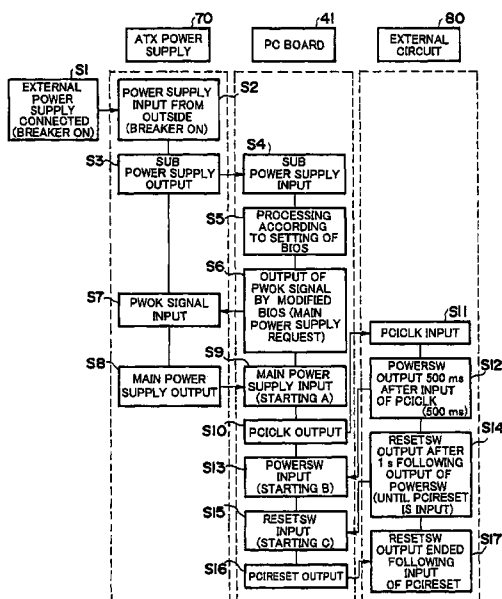 70
ATX POWER
SUPPLY
41
PC BOARD
80
EXTERNAL
CIRCUIT
S1
EXTERNAL
POWER
SUPPLY
CONNECTED
(BREAKER ON)
S2
POWER SUPPLY
INPUT FROM
OUTSIDE
(BREAKER ON)
S3
SUB
POWER SUPPLY
OUTPUT
S4
SUB
POWER SUPPLY
INPUT
S5
PROCESSING
ACCORDING
TO SETTING OF
BIOS
S6
OUTPUT OF
PWOK SIGNAL
BY MODIFIED
BIOS (MAIN
POWER SUPPLY
REQUEST)
S7
PWOK SIGNAL
INPUT
S8
MAIN POWER
SUPPLY OUTPUT
S9
MAIN POWER
SUPPLY INPUT
(STARTING A)
S10
PCICLK OUTPUT
S11
PCICLK INPUT
S12
POWERSW
OUTPUT 500 ms
AFTER INPUT
OF PCICLK
(500 ms)
S13
POWERSW
INPUT
(STARTING B)
S14
RESETSW
OUTPUT AFTER
1 s FOLLOWING
OUTPUT OF
POWERSW
(UNTIL PCIRESET
IS INPUT)
S15
RESETSW
INPUT
(STARTING C)
S16
PCIRESET OUTPUT
S17
RESETSW
OUTPUT ENDED
FOLLOWING
INPUT
OF PCIRESET